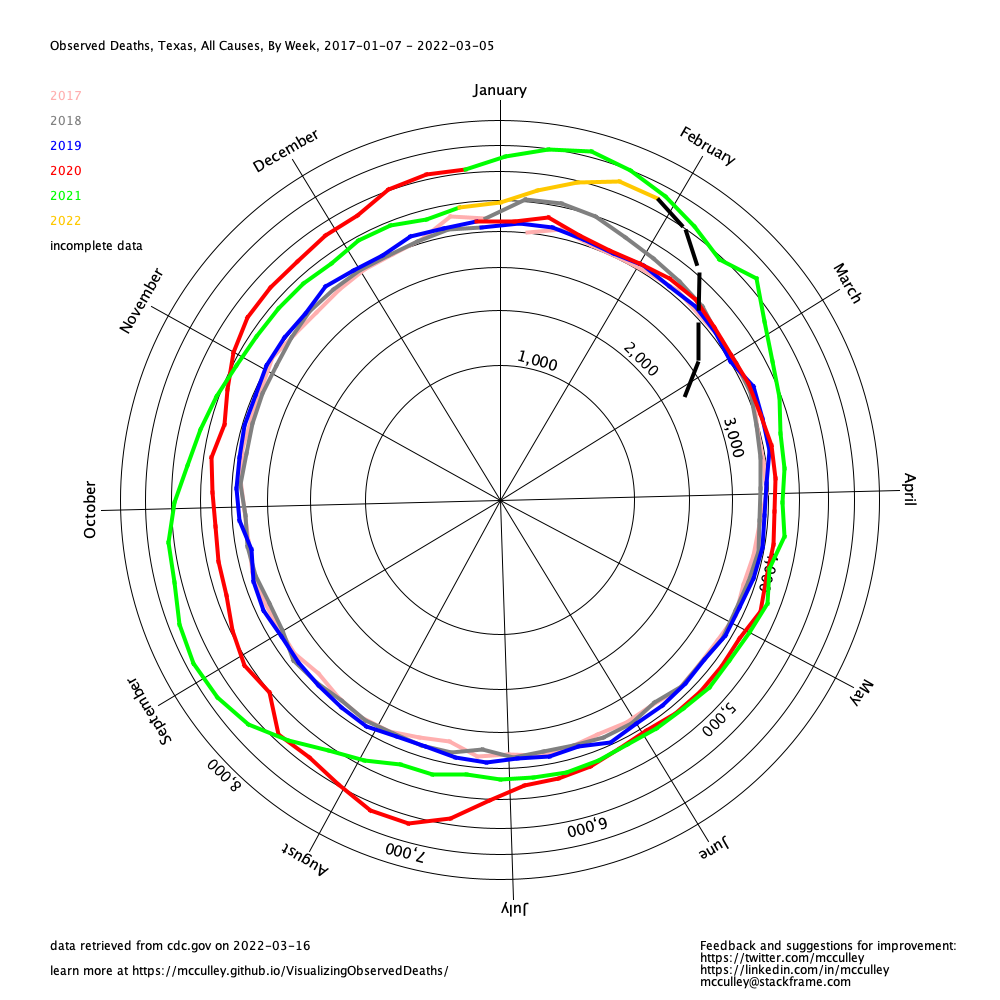 Observed Deaths, Texas, All Causes, By Week, 2017-01-07 - 2022-03-05
2017
2018
2019
2020
2021
2022
incomplete data
January
February
March
April
May
June
July
August
September
October
November
December
1,000
2,000
3,000
5,000
6,000
7,000
8,000
data retrieved from cdc.gov on 2022-03-16
learn more at https://mcculley.github.io/VisualizingObservedDeaths/
Feedback and suggestions for improvement:
https://twitter.com/mcculley
https://linkedin.com/in/mcculley
mcculley@stackframe.com